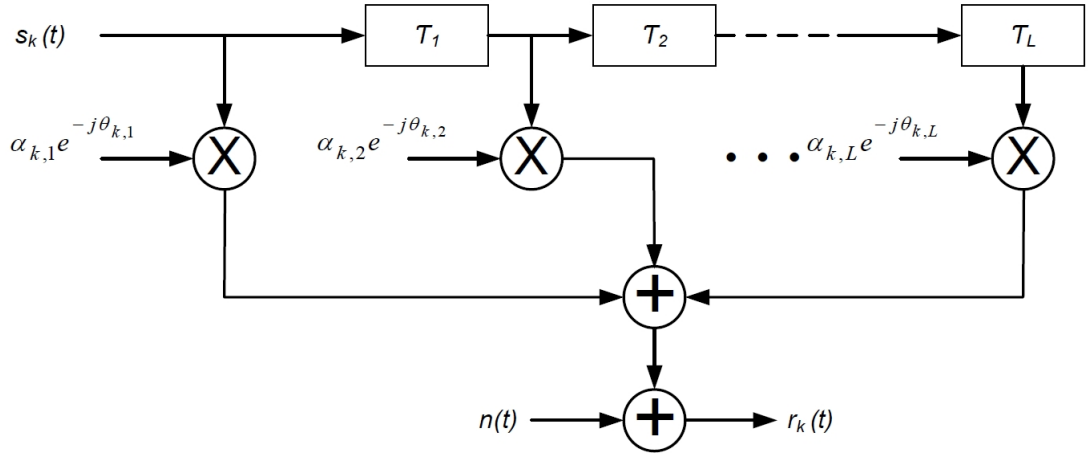 s_k(t) T_1 T_2 T_L
α_{k,1}e^{-jθ_{k,1}} X α_{k,2}e^{-jθ_{k,2}} X • • • α_{k,L}e^{-jθ_{k,L}} X
+
n(t) + r_k(t)